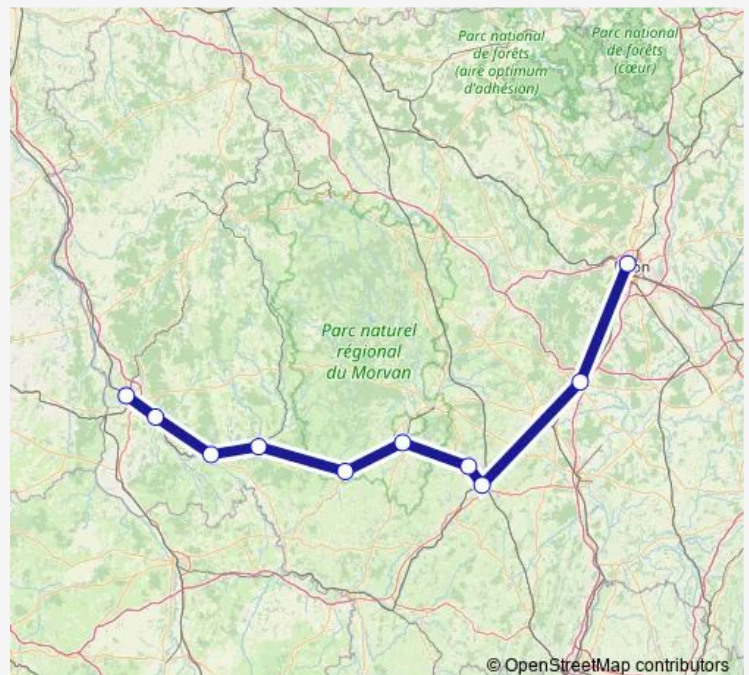 Parc national
de forêts
(aire optimum
d'adhésion)
Parc national
de forêts
(cœur)
Parc naturel
régional
du Morvan
© OpenStreetMap contributors